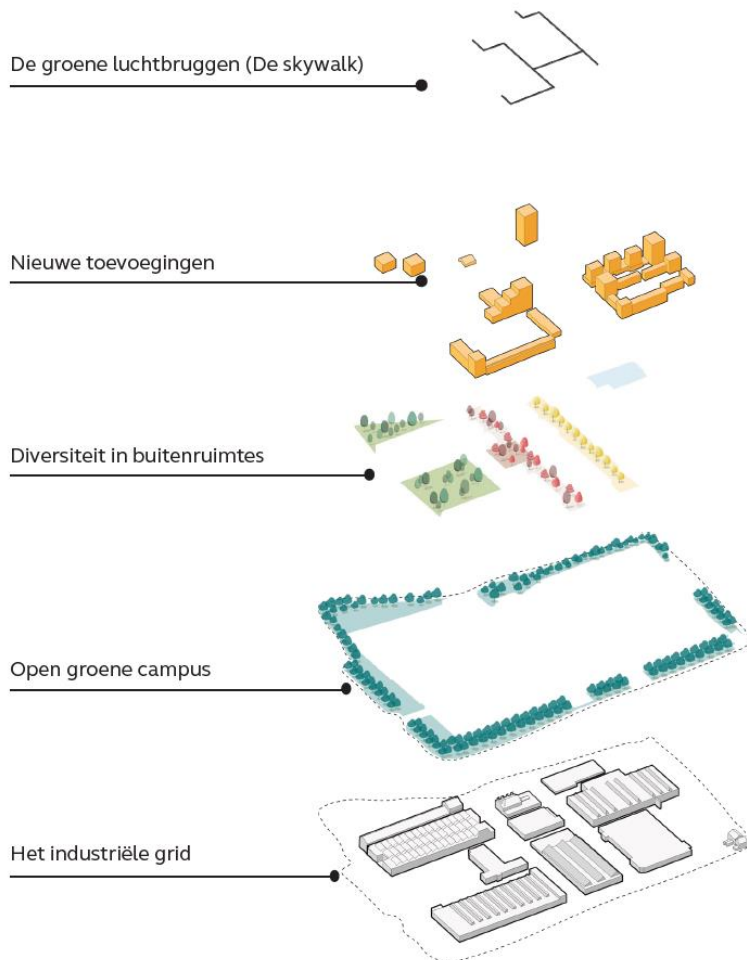 De groene luchtbruggen (De skywalk)
Nieuwe toevoegingen
Diversiteit in buitenruimtes
Open groene campus
Het industriële grid